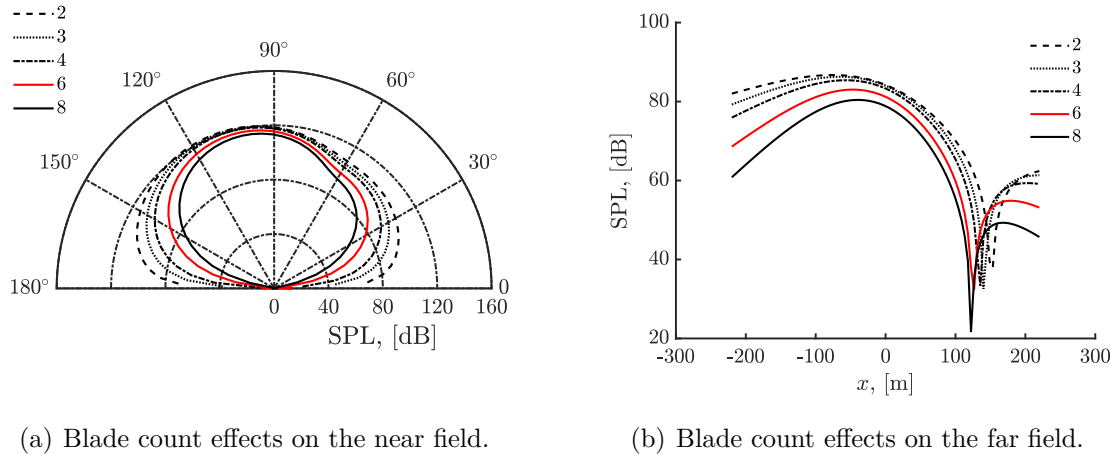 2
3
4
6
8
90°
120° 60°
150° 30°
180° 0
0 40 80 120 160
SPL, [dB]
100
80
60
40
20
SPL, [dB]
-300 -200 -100 0 100 200 300
x, [m]
2
3
4
6
8
(a) Blade count effects on the near field.
(b) Blade count effects on the far field.